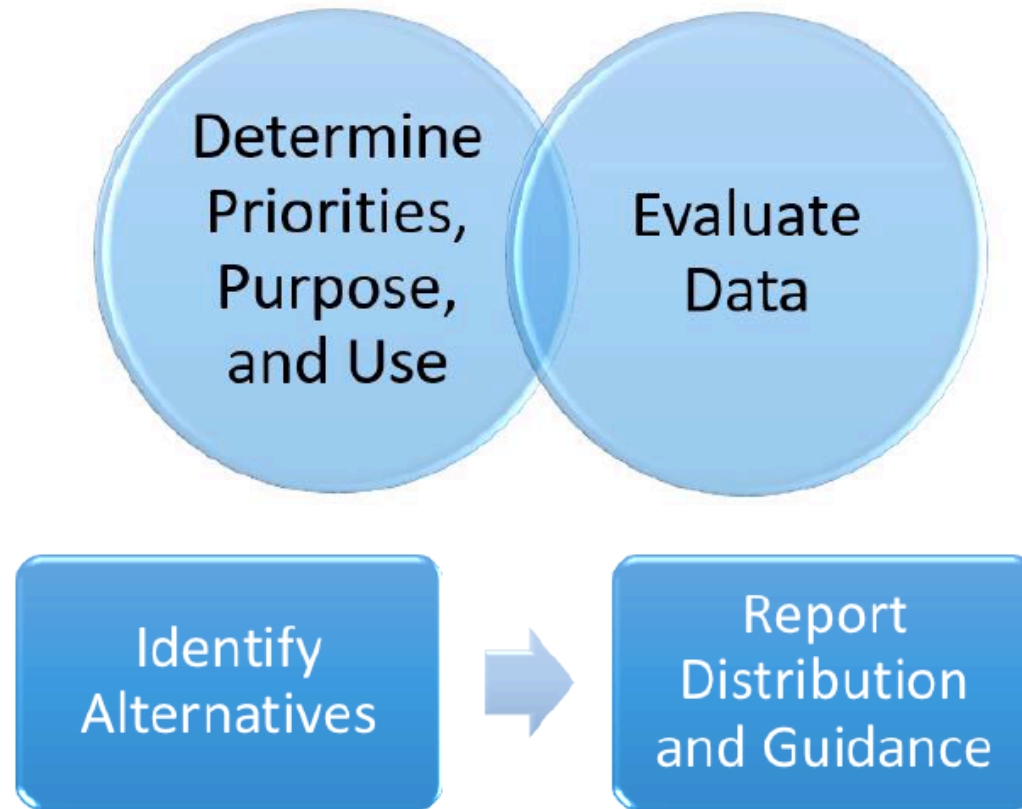 Determine
Priorities,
Purpose,
and Use
Evaluate
Data
Identify
Alternatives
Report
Distribution
and Guidance